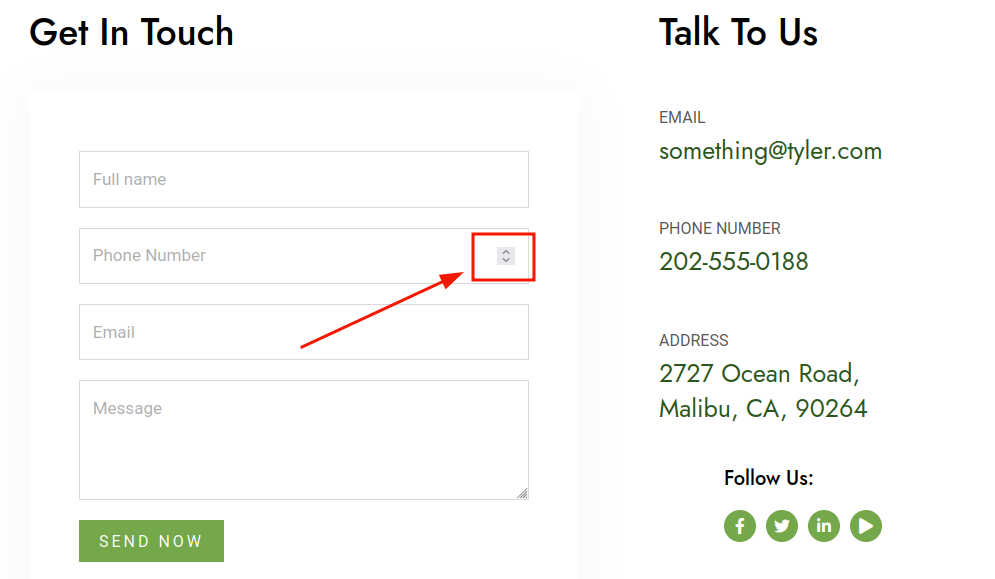 Get In Touch
Full name
Phone Number
Email
Message
SEND NOW
Talk To Us
EMAIL
something@tyler.com
PHONE NUMBER
202-555-0188
ADDRESS
2727 Ocean Road,
Malibu, CA, 90264
Follow Us: